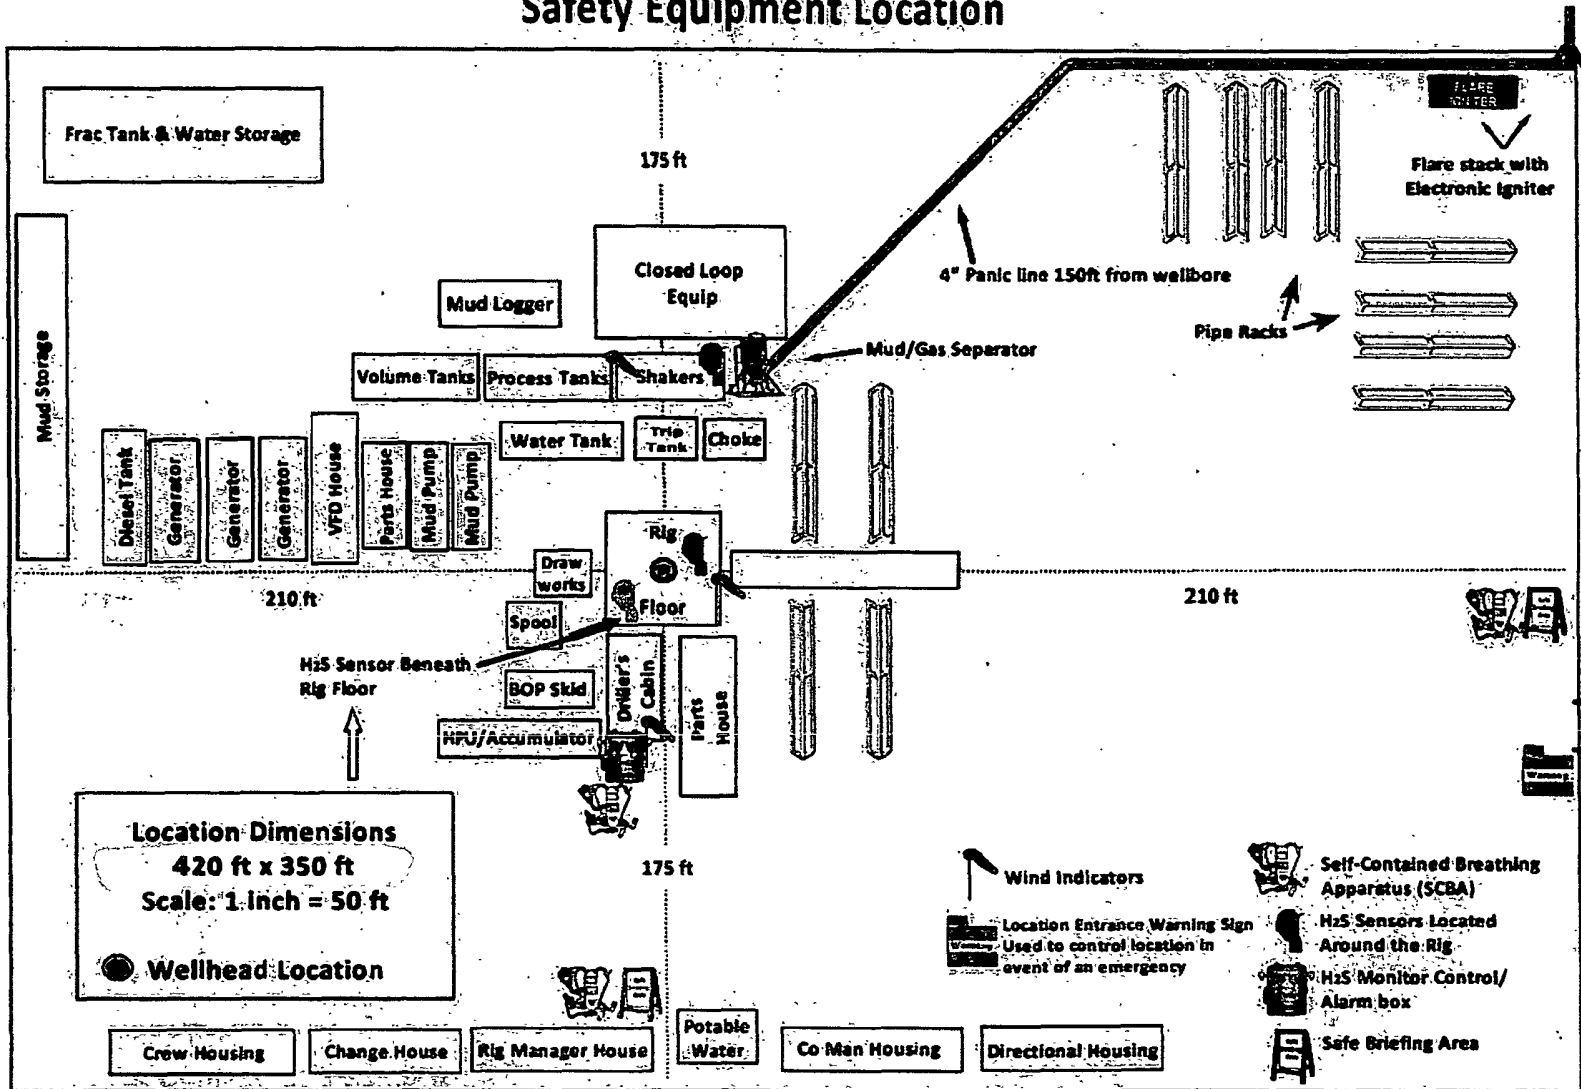 Safety Equipment Location
Frac Tank & Water Storage
175 ft
FLARE
IGNITER
Flare stack with
Electronic Igniter
Closed Loop
Equip
4" Panic line 150ft from wellbore
Mud Logger
Pipe Racks
Mud/Gas Separator
Mud Storage
Volume Tanks
Process Tanks
Shakers
Water Tank
Trip
Tank
Choke
Diesel Tank
Generator
Generator
Generator
VFD House
Parts House
Mud Pump
Mud Pump
Rig
Floor
Draw
works
210 ft
210 ft
Spool
H2S Sensor Beneath
Rig Floor
BOP Skid
Driller's
Cabin
Parts
House
HPU/Accumulator
Warning
Location Dimensions
420 ft x 350 ft
Scale: 1 inch = 50 ft
Wellhead Location
175 ft
Wind Indicators
Self-Contained Breathing
Apparatus (SCBA)
Warning
Location Entrance Warning Sign
Used to control location in
event of an emergency
H2S Sensors Located
Around the Rig
H2S Monitor Control/
Alarm box
Safe Briefing Area
Crew Housing
Change House
Rig Manager House
Potable
Water
Co Man Housing
Directional Housing